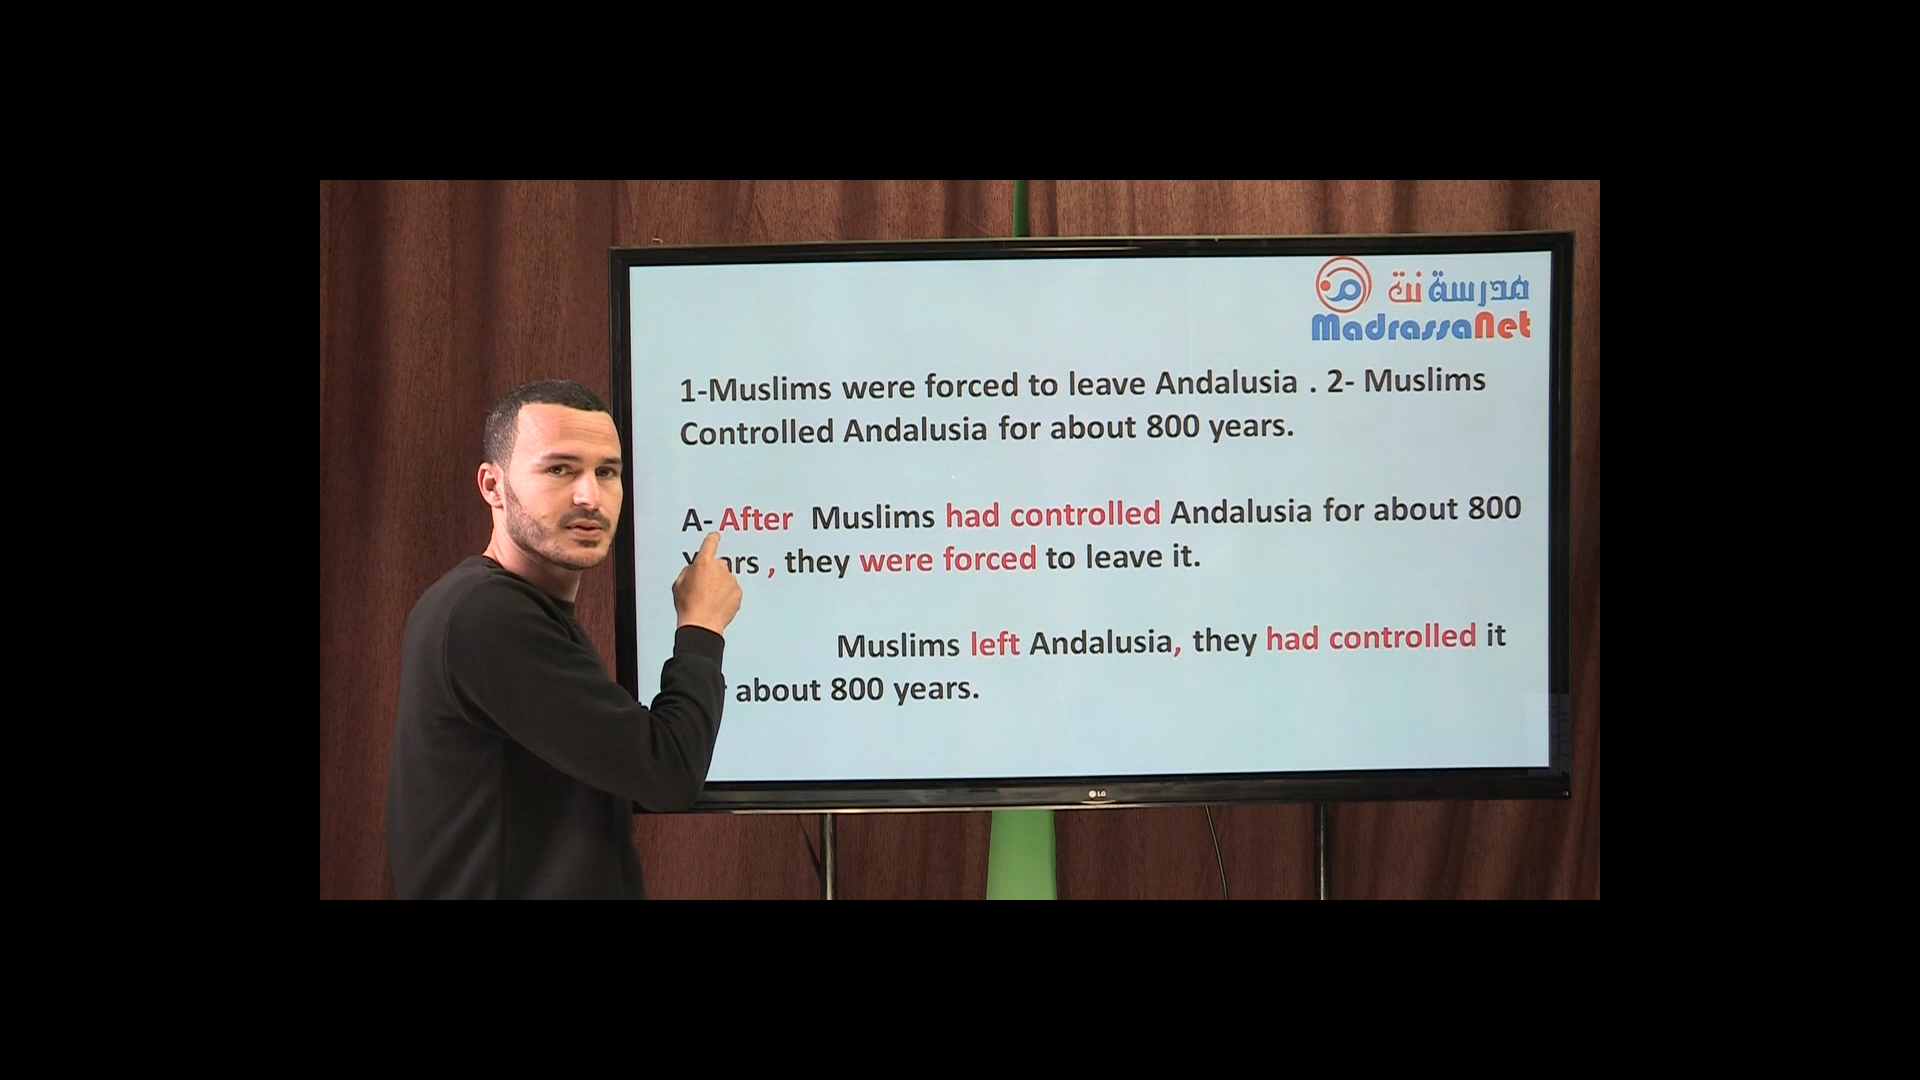 مدرسة نت
MadrassaNet
1-Muslims were forced to leave Andalusia . 2- Muslims
Controlled Andalusia for about 800 years.
A- After Muslims had controlled Andalusia for about 800
, they were forced to leave it.
Muslims left Andalusia, they had controlled it
about 800 years.
LG